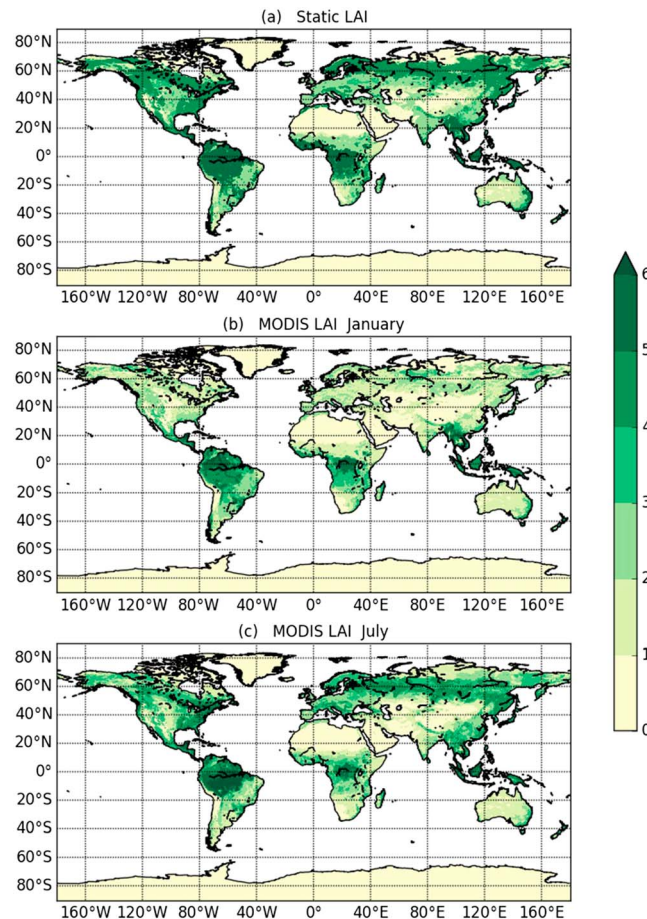 (a) Static LAI
80°N
60°N
40°N
20°N
0°
20°S
40°S
60°S
80°S
160°W 120°W 80°W 40°W 0° 40°E 80°E 120°E 160°E
(b) MODIS LAI January
80°N
60°N
40°N
20°N
0°
20°S
40°S
60°S
80°S
160°W 120°W 80°W 40°W 0° 40°E 80°E 120°E 160°E
(c) MODIS LAI July
80°N
60°N
40°N
20°N
0°
20°S
40°S
60°S
80°S
160°W 120°W 80°W 40°W 0° 40°E 80°E 120°E 160°E
6
5
4
3
2
1
0